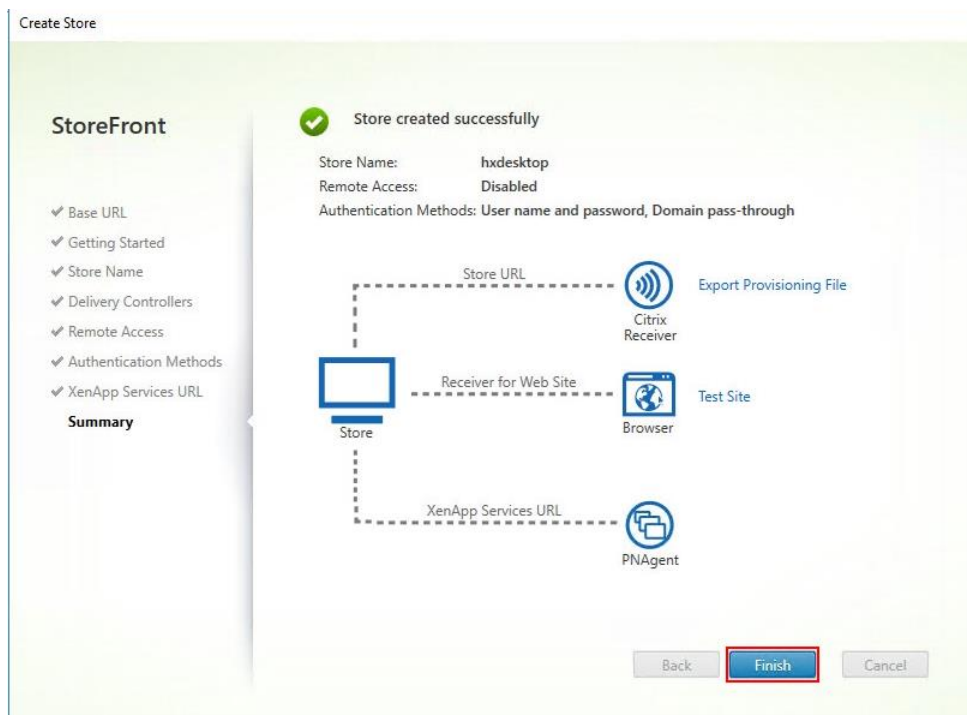 Create Store
StoreFront
Base URL
Getting Started
Store Name
Delivery Controllers
Remote Access
Authentication Methods
XenApp Services URL
Summary
Store created successfully
Store Name: hxdesktop
Remote Access: Disabled
Authentication Methods: User name and password, Domain pass-through
Store URL
Citrix
Receiver
Export Provisioning File
Receiver for Web Site
Store
Browser
Test Site
XenApp Services URL
PNAgent
Back Finish Cancel